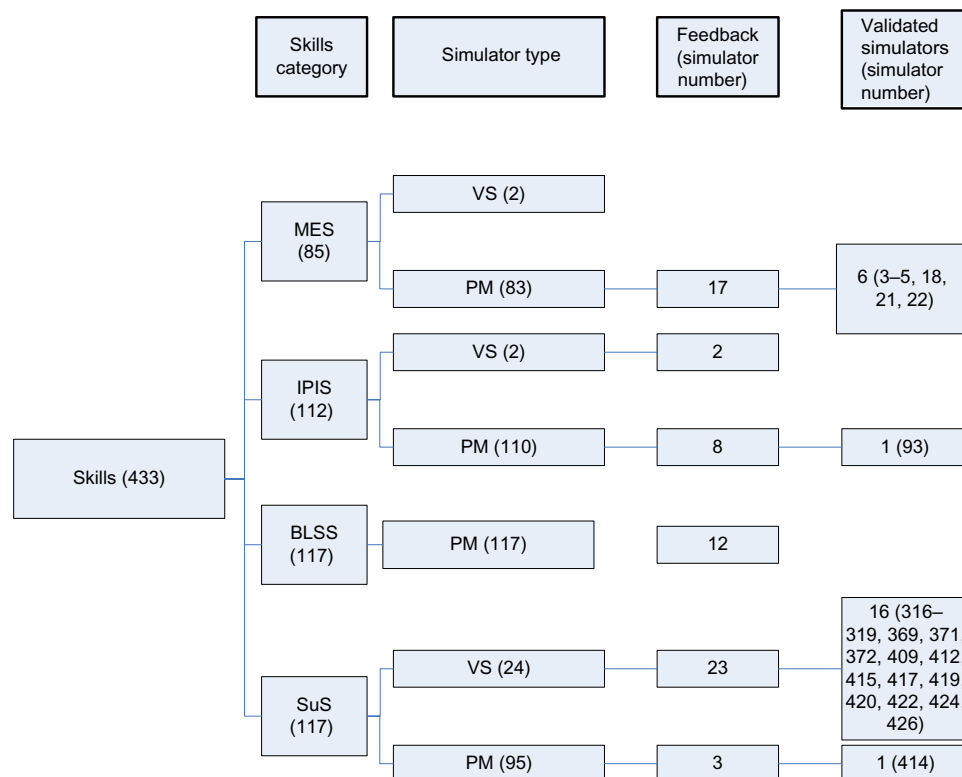 Skills
category
Simulator type
Feedback
(simulator
number)
Validated
simulators
(simulator
number)
VS (2)
MES
(85)
PM (83)
17
6 (3–5, 18,
21, 22)
VS (2)
2
IPIS
(112)
PM (110)
8
1 (93)
Skills (433)
BLSS
(117)
PM (117)
12
16 (316–
319, 369, 371
372, 409, 412
415, 417, 419
420, 422, 424
426)
VS (24)
23
SuS
(117)
PM (95)
3
1 (414)